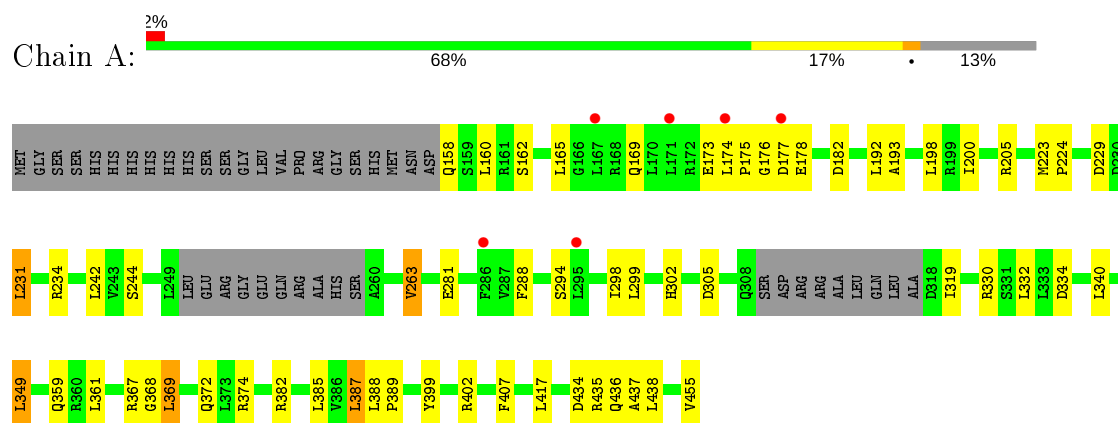 2%
Chain A:
68% 17% • 13%
MET GLY SER SER HIS HIS HIS HIS HIS HIS SER SER GLY LEU VAL PRO ARG GLY SER HIS MET ASN ASP Q158 S159 L160 R161 S162 L165 G166 L167 R168 Q169 L170 L171 R172 E173 L174 P175 G176 D177 E178 D182 L192 A193 L198 R199 I200 R205 M223 P224 D229 D230
L231 R234 L242 V243 S244 L249 LEU GLU ARG GLY GLU GLN ARG ALA HIS SER A260 V263 E281 F286 V287 F288 S294 L295 I298 L299 H302 D305 Q308 SER ASP ARG ARG ALA LEU GLN LEU ALA D318 I319 R330 S331 L332 L333 D334 L340
L349 Q359 R360 L361 R367 G368 L369 Q372 L373 R374 R382 L385 V386 L387 L388 P389 Y399 R402 F407 L417 D434 R435 Q436 A437 L438 V455